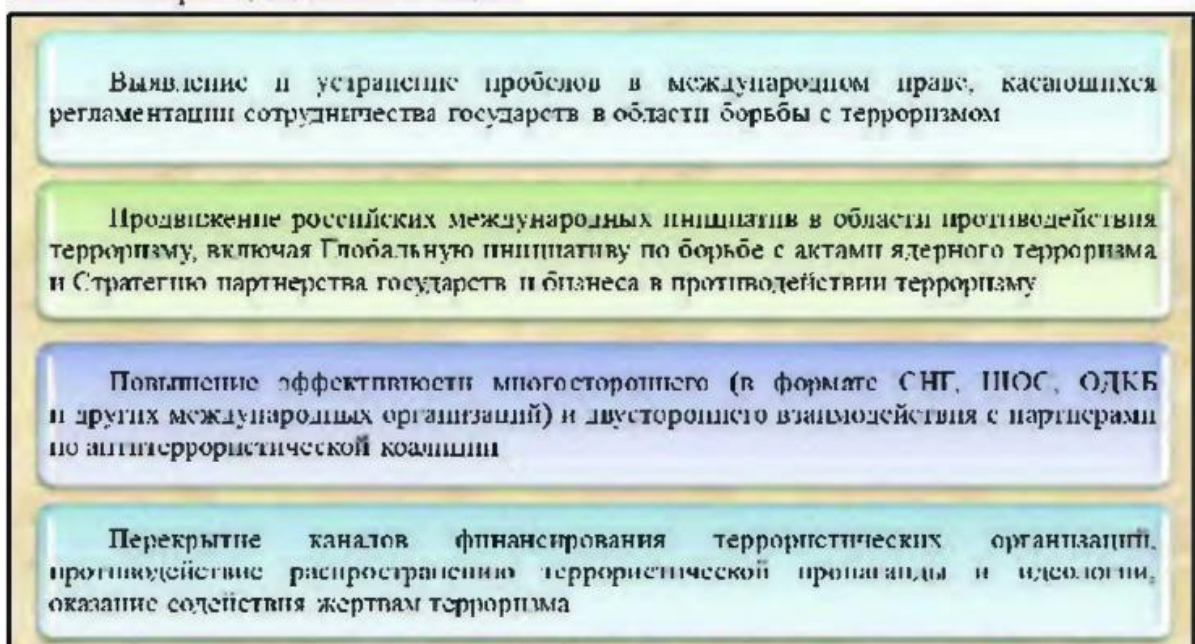 Выявление и устранение пробелов в международном праве, касающихся
регламентации сотрудничества государств в области борьбы с терроризмом
Продвижение российских международных инициатив в области противодействия
терроризму, включая Глобальную инициативу по борьбе с актами ядерного терроризма
и Стратегию партнерства государств и бизнеса в противодействии терроризму
Повышение эффективности многостороннего (в формате СНГ, ШОС, ОДКБ
и других международных организаций) и двустороннего взаимодействия с партнерами
по антитеррористической коалиции
Перекрытие каналов финансирования террористических организаций,
противодействие распространению террористической пропаганды и идеологии,
оказание содействия жертвам терроризма